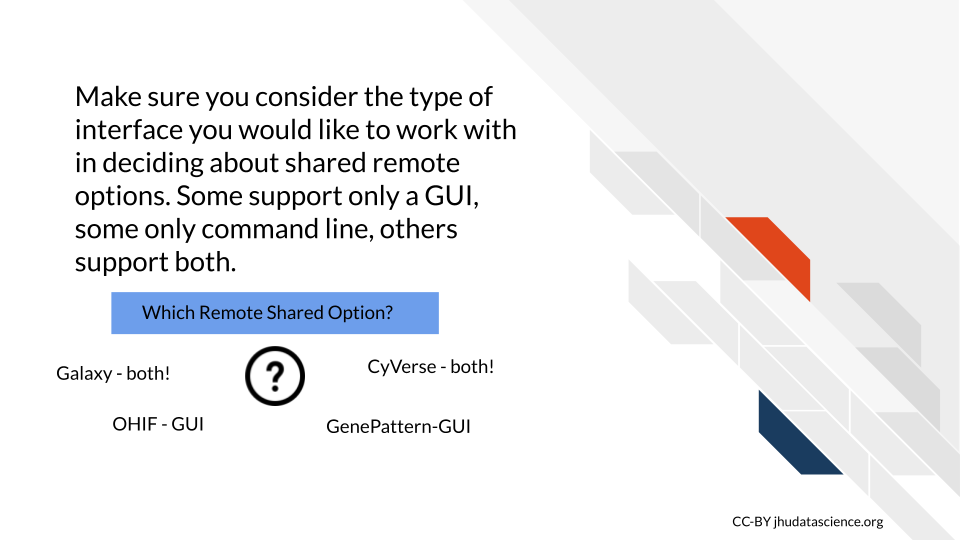 Make sure you consider the type of
interface you would like to work with
in deciding about shared remote
options. Some support only a GUI,
some only command line, others
support both.
Which Remote Shared Option?
Galaxy - both!
?
CyVerse - both!
OHIF - GUI
GenePattern-GUI
CC-BY jhudatascience.org